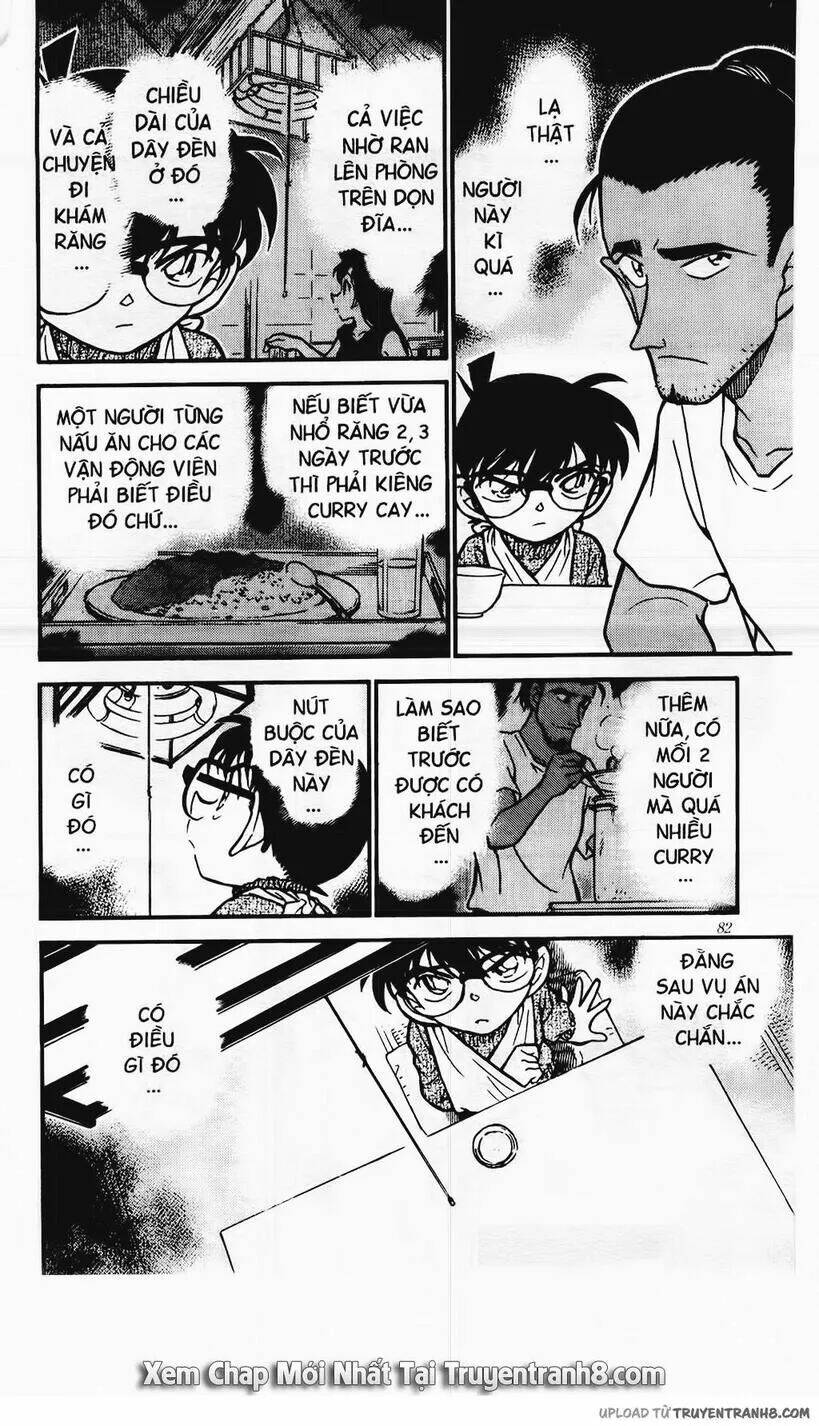 LẠ
THẬT
...
NGƯỜI
NÀY
KÌ
QUÁ
...
CẢ VIỆC
NHỜ RAN
LÊN PHÒNG
TRÊN DỌN
ĐĨA...
CHIỀU
DÀI CỦA
DÂY ĐÈN
Ở ĐÓ
...
VÀ CẢ
CHUYỆN
ĐI
KHÁM
RĂNG
...
NẾU BIẾT VỪA
NHỔ RĂNG 2, 3
NGÀY TRƯỚC
THÌ PHẢI KIÊNG
CURRY CAY...
MỘT NGƯỜI TỪNG
NẤU ĂN CHO CÁC
VẬN ĐỘNG VIÊN
PHẢI BIẾT ĐIỀU
ĐÓ CHỨ...
THÊM
NỮA, CÓ
MỖI 2
NGƯỜI
MÀ QUÁ
NHIỀU
CURRY
...
LÀM SAO
BIẾT
TRƯỚC
ĐƯỢC CÓ
KHÁCH
ĐẾN
...
NÚT
BUỘC CỦA
DÂY ĐÈN
NÀY
...
CÓ
GÌ
ĐÓ
...
82
ĐẰNG
SAU VỤ ÁN
NÀY CHẮC
CHẮN...
CÓ
ĐIỀU
GÌ ĐÓ
...
Xem Chap Mới Nhất Tại Truyentranh8.com
UPLOAD TỪ TRUYENTRANH8.COM